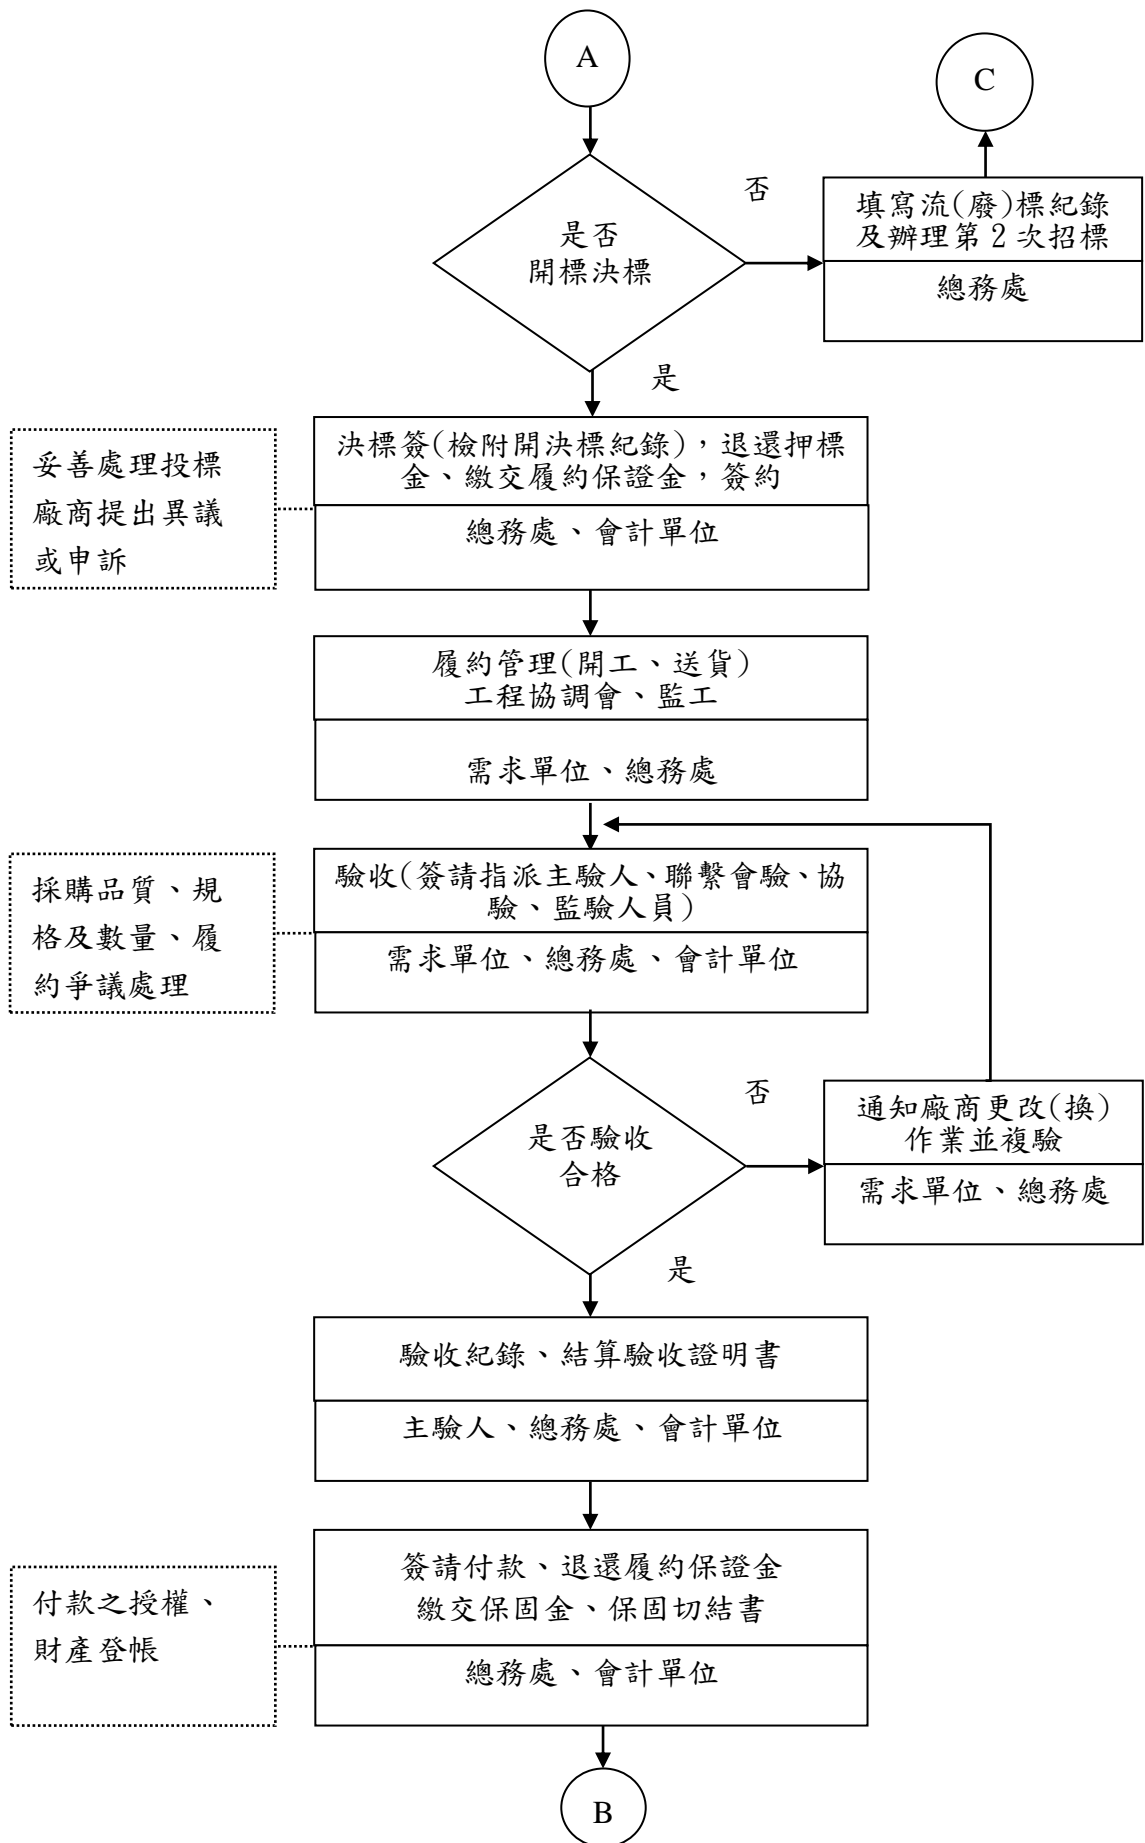 A
C
否
填寫流(廢)標紀錄
及辦理第2次招標
總務處
是否
開標決標
是
妥善處理投標
廠商提出異議
或申訴
決標簽(檢附開決標紀錄)，退還押標
金、繳交履約保證金，簽約
總務處、會計單位
履約管理(開工、送貨)
工程協調會、監工
需求單位、總務處
採購品質、規
格及數量、履
約爭議處理
驗收(簽請指派主驗人、聯繫會驗、協
驗、監驗人員)
需求單位、總務處、會計單位
是否驗收
合格
否
通知廠商更改(換)
作業並複驗
需求單位、總務處
是
驗收紀錄、結算驗收證明書
主驗人、總務處、會計單位
付款之授權、
財產登帳
簽請付款、退還履約保證金
繳交保固金、保固切結書
總務處、會計單位
B